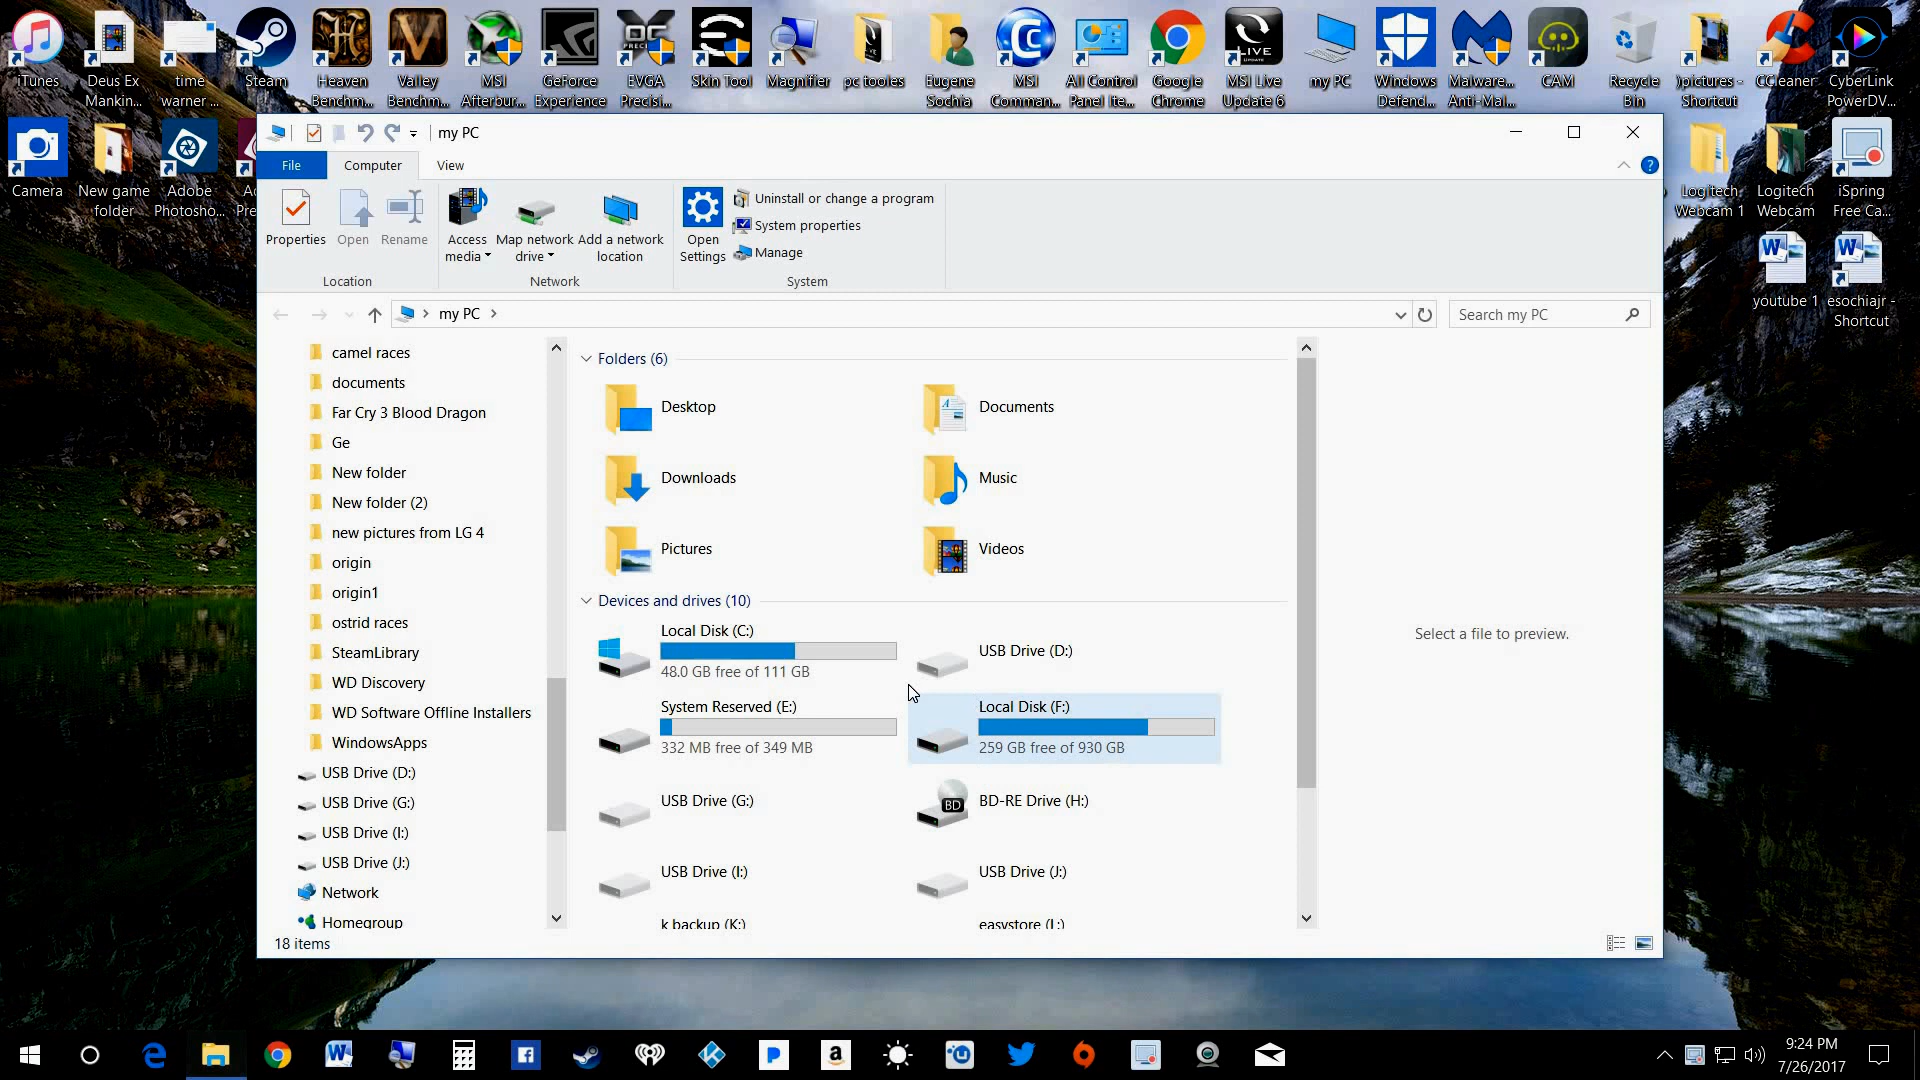 iTunes
Deus Ex
Mankin...
time
warner ...
Steam
Heaven
Benchm...
Valley
Benchm...
MSI
Afterbur...
GeForce
Experience
EVGA
Precisi...
Skin Tool
Magnifier
pc tooles
Eugene
Sochia
MSI
Comman...
All Control
Panel Ite...
Google
Chrome
MSI Live
Update 6
my PC
Windows
Defend...
Malware...
Anti-Mal...
CAM
Recycle
Bin
)pictures -
Shortcut
CCleaner
CyberLink
PowerDV...
Camera
New game
folder
Adobe
Photosho...
Logitech
Webcam 1
Logitech
Webcam
iSpring
Free Ca...
youtube 1
esochiajr -
Shortcut
my PC
File
Computer
View
Properties
Open
Rename
Location
Access
media
Map network
drive
Add a network
location
Network
Open
Settings
Uninstall or change a program
System properties
Manage
System
my PC
Search my PC
camel races
documents
Far Cry 3 Blood Dragon
Ge
New folder
New folder (2)
new pictures from LG 4
origin
origin1
ostrid races
SteamLibrary
WD Discovery
WD Software Offline Installers
WindowsApps
USB Drive (D:)
USB Drive (G:)
USB Drive (I:)
USB Drive (J:)
Network
Homegroup
Folders (6)
Desktop
Documents
Downloads
Music
Pictures
Videos
Devices and drives (10)
Local Disk (C:)
48.0 GB free of 111 GB
USB Drive (D:)
System Reserved (E:)
332 MB free of 349 MB
Local Disk (F:)
259 GB free of 930 GB
USB Drive (G:)
BD-RE Drive (H:)
USB Drive (I:)
USB Drive (J:)
k backup (K:)
easystore (L:)
Select a file to preview.
18 items
9:24 PM
7/26/2017